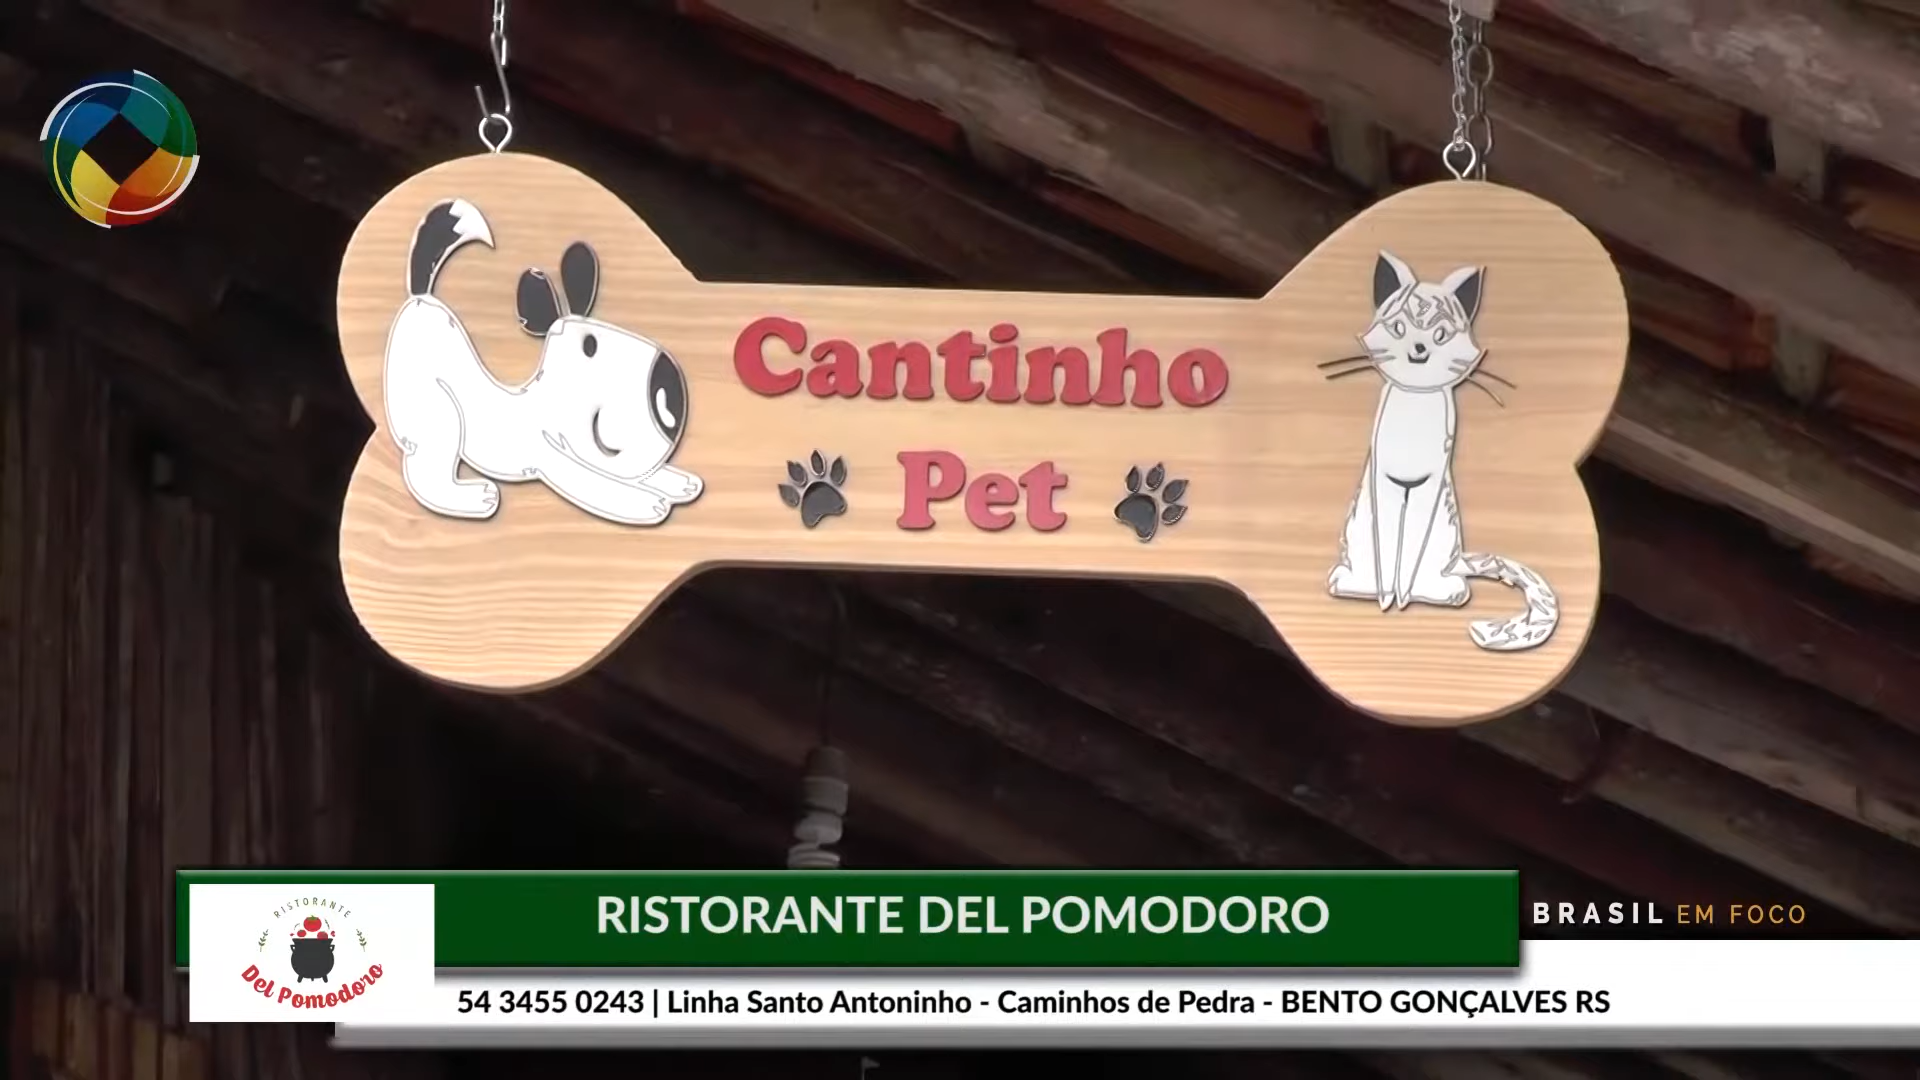 Cantinho
Pet
RISTORANTE DEL POMODORO
BRASIL EM FOCO
RISTORANTE
Del Pomodoro
54 3455 0243 | Linha Santo Antoninho - Caminhos de Pedra - BENTO GONÇALVES RS